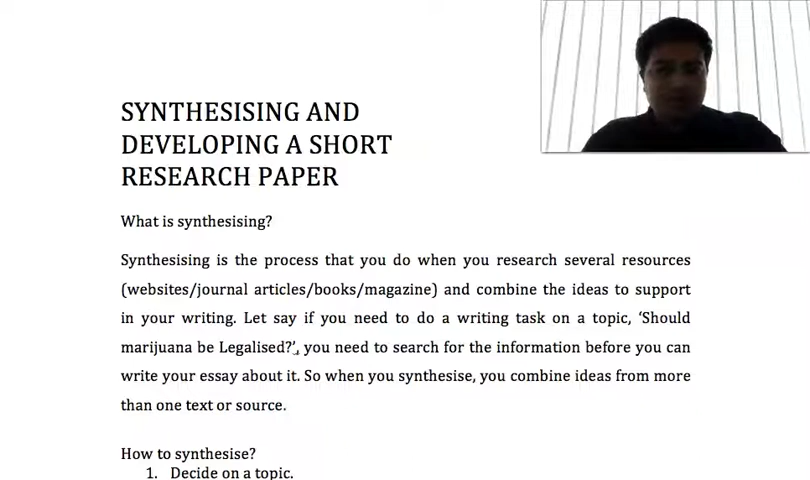 SYNTHESISING AND
DEVELOPING A SHORT
RESEARCH PAPER
What is synthesising?
Synthesising is the process that you do when you research several resources
(websites/journal articles/books/magazine) and combine the ideas to support
in your writing. Let say if you need to do a writing task on a topic, ‘Should
marijuana be Legalised?’, you need to search for the information before you can
write your essay about it. So when you synthesise, you combine ideas from more
than one text or source.
How to synthesise?
1. Decide on a topic.